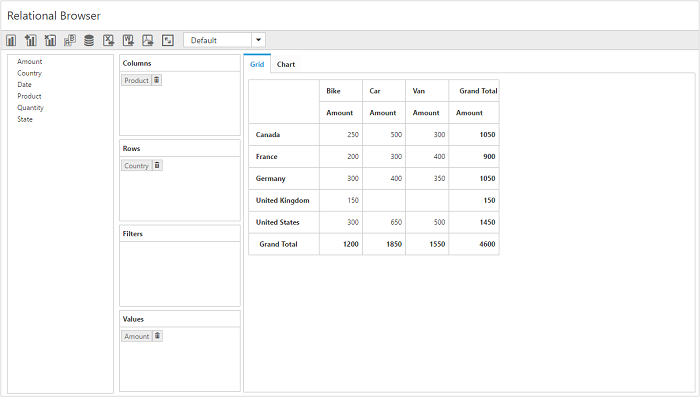 Relational Browser
Default
Amount
Country
Date
Product
Quantity
State
Columns
Product
Rows
Country
Filters
Values
Amount
Grid Chart
Bike Car Van Grand Total
Amount Amount Amount Amount
Canada 250 500 300 1050
France 200 300 400 900
Germany 300 400 350 1050
United Kingdom 150 150
United States 300 650 500 1450
Grand Total 1200 1850 1550 4600